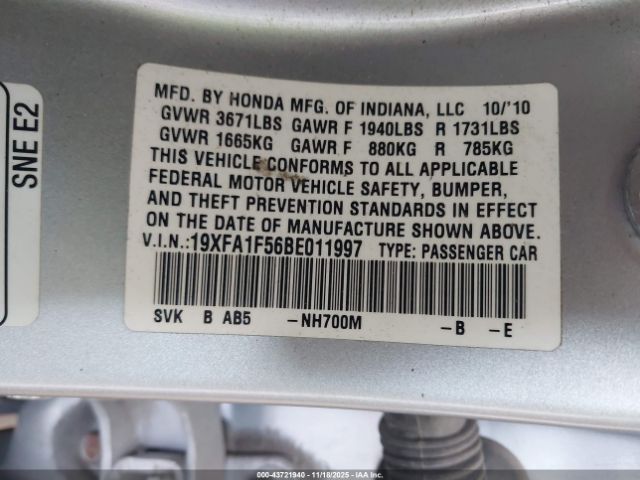 SNE E2
MFD. BY HONDA MFG. OF INDIANA, LLC 10/'10
GVWR 3671LBS GAWR F 1940LBS R 1731LBS
GVWR 1665KG GAWR F 880KG R 785KG
THIS VEHICLE CONFORMS TO ALL APPLICABLE
FEDERAL MOTOR VEHICLE SAFETY, BUMPER,
AND THEFT PREVENTION STANDARDS IN EFFECT
ON THE DATE OF MANUFACTURE SHOWN ABOVE.
V.I.N.: 19XFA1F56BE011997 TYPE: PASSENGER CAR
SVK B AB5 -NH700M -B -E
000-43721940 - 11/18/2025 - IAAI.COM